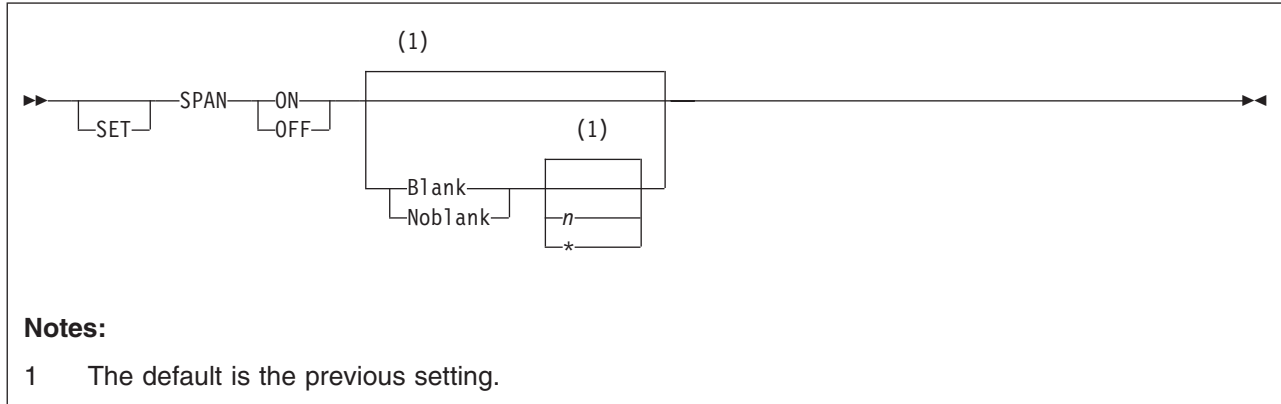 (1)
SPAN ON
SET OFF (1)
Blank
Noblank n
*
Notes:
1 The default is the previous setting.